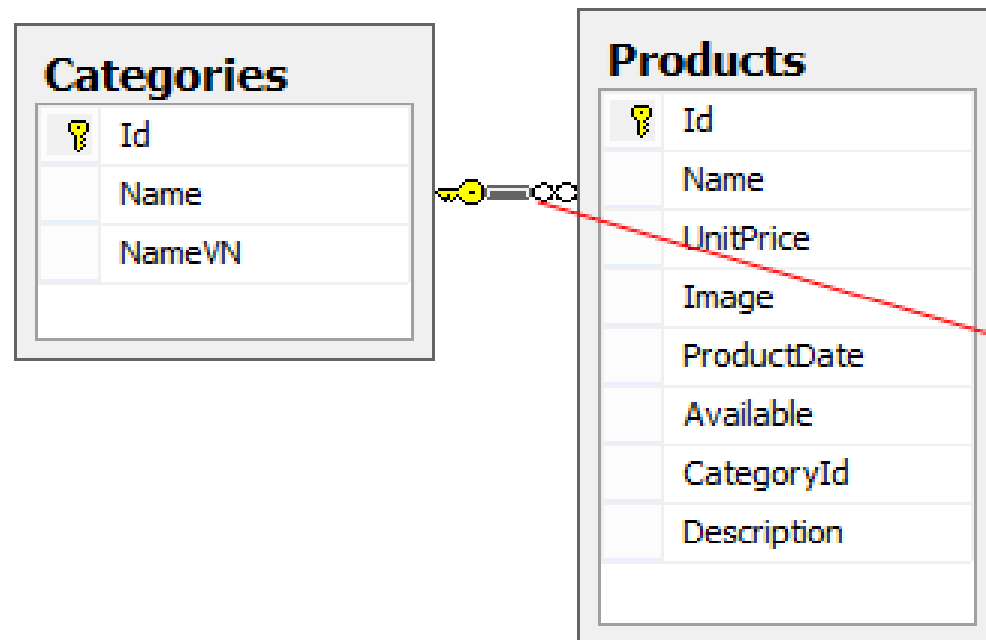 Categories
Id
Name
NameVN
Products
Id
Name
UnitPrice
Image
ProductDate
Available
CategoryId
Description